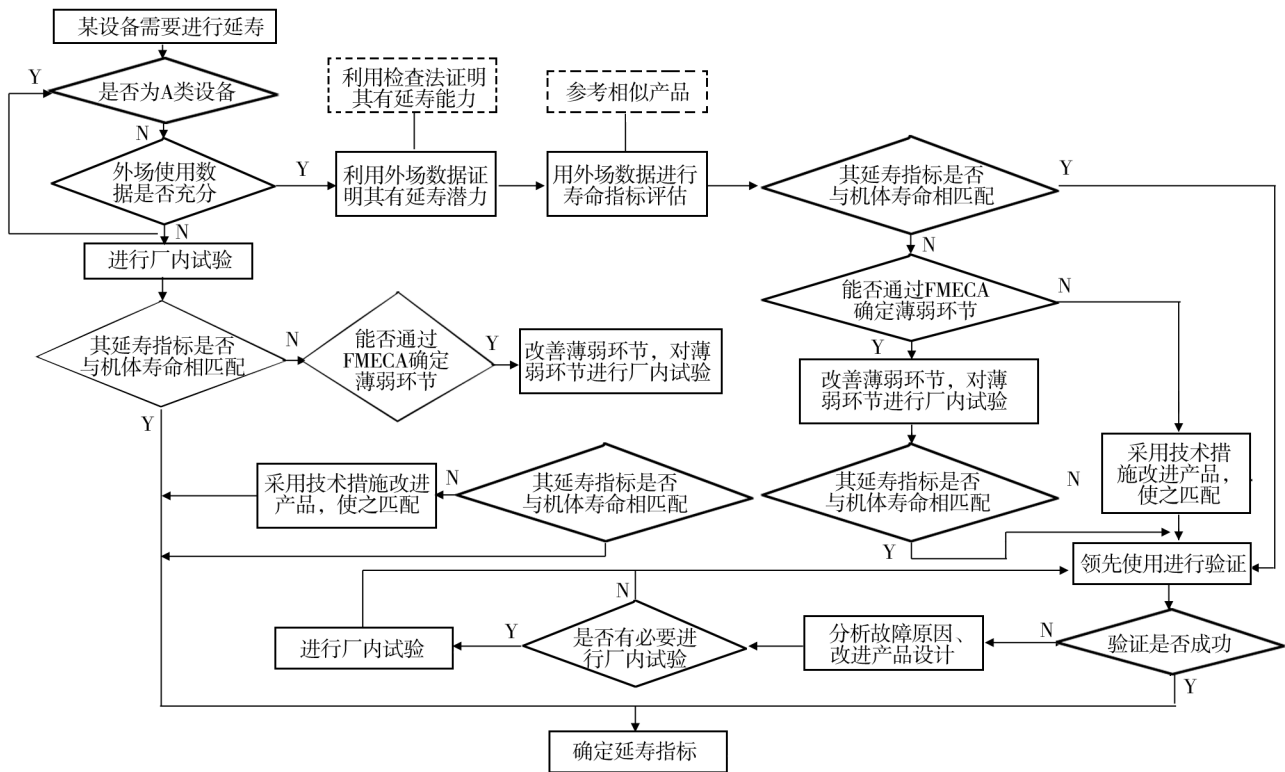 某设备需要进行延寿
Y
是否为A类设备
N
外场使用数
据是否充分
Y
N
利用检查法证明
其有延寿能力
利用外场数据证
明其有延寿潜力
参考相似产品
用外场数据进行
寿命指标评估
其延寿指标是否
与机体寿命相匹配
Y
N
能否通过FMECA
确定薄弱环节
N
Y
进行厂内试验
其延寿指标是否
与机体寿命相匹配
N
Y
能否通过
FMECA确定
薄弱环节
Y
改善薄弱环节，对薄
弱环节进行厂内试验
改善薄弱环节，对薄
弱环节进行厂内试验
采用技术措施改进
产品，使之匹配
N
其延寿指标是否
与机体寿命相匹配
其延寿指标是否
与机体寿命相匹配
N
Y
采用技术措
施改进产品，
使之匹配
领先使用进行验证
验证是否成功
N
Y
分析故障原因、
改进产品设计
是否有必要进
行厂内试验
N
Y
进行厂内试验
确定延寿指标